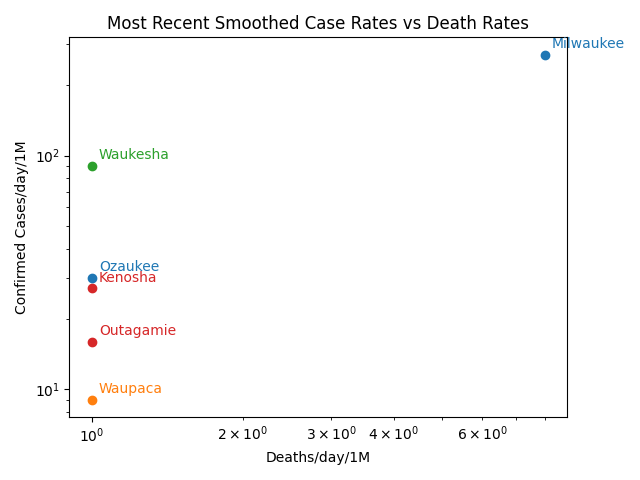 Most Recent Smoothed Case Rates vs Death Rates
Milwaukee
Waukesha
Ozaukee
Kenosha
Outagamie
Waupaca
Confirmed Cases/day/1M
10²
10¹
10⁰
2 × 10⁰
3 × 10⁰
4 × 10⁰
6 × 10⁰
Deaths/day/1M